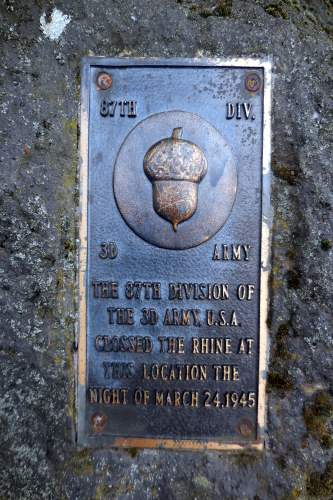 87TH DIV.
3D ARMY
THE 87TH DIVISION OF
THE 3D ARMY, U.S.A.
CLOSSED THE RHINE AT
THIS LOCATION THE
NIGHT OF MARCH 24, 1945